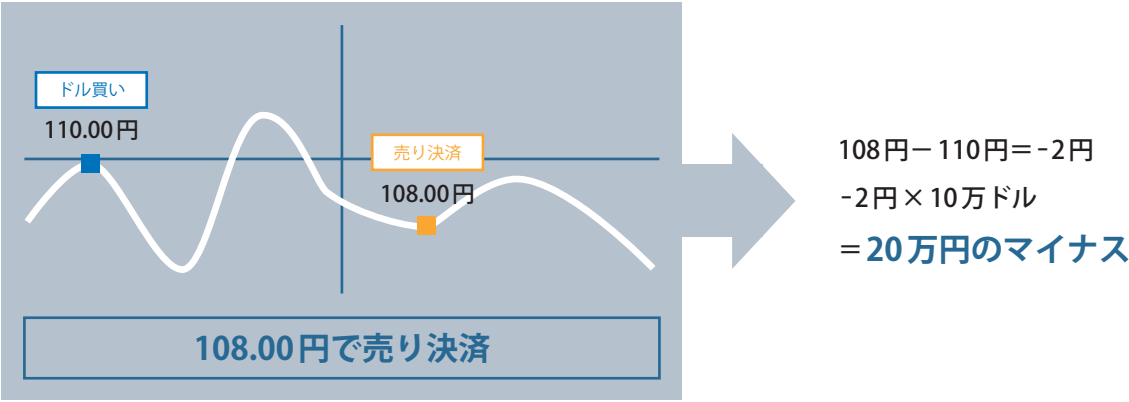 ドル買い
110.00円
売り決済
108.00円
108.00円で売り決済
108円－110円＝-2円
-2円×10万ドル
＝20万円のマイナス